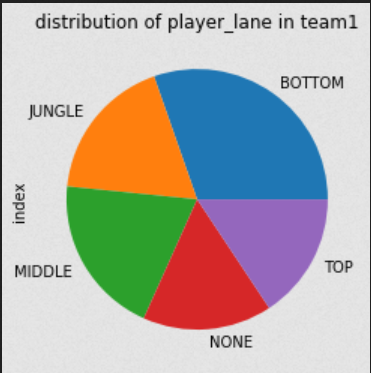 distribution of player_lane in team1
BOTTOM
JUNGLE
index
MIDDLE
TOP
NONE